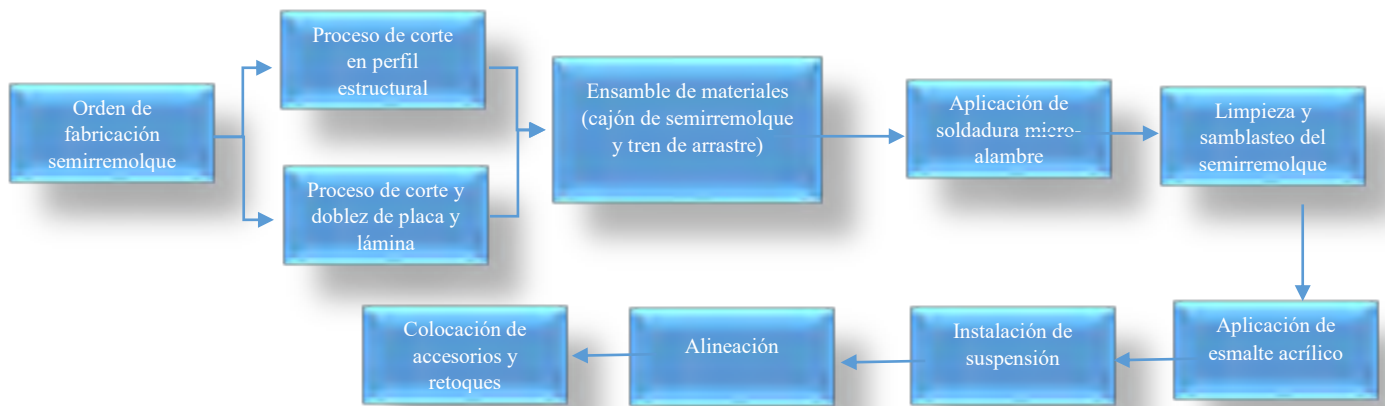 Orden de
fabricación
semirremolque
Proceso de corte
en perfil
estructural
Proceso de corte y
doblez de placa y
lámina
Ensamble de materiales
(cajón de semirremolque
y tren de arrastre)
Aplicación de
soldadura micro-
alambre
Limpieza y
samblasteo del
semirremolque
Aplicación de
esmalte acrílico
Instalación de
suspensión
Alineación
Colocación de
accesorios y
retoques